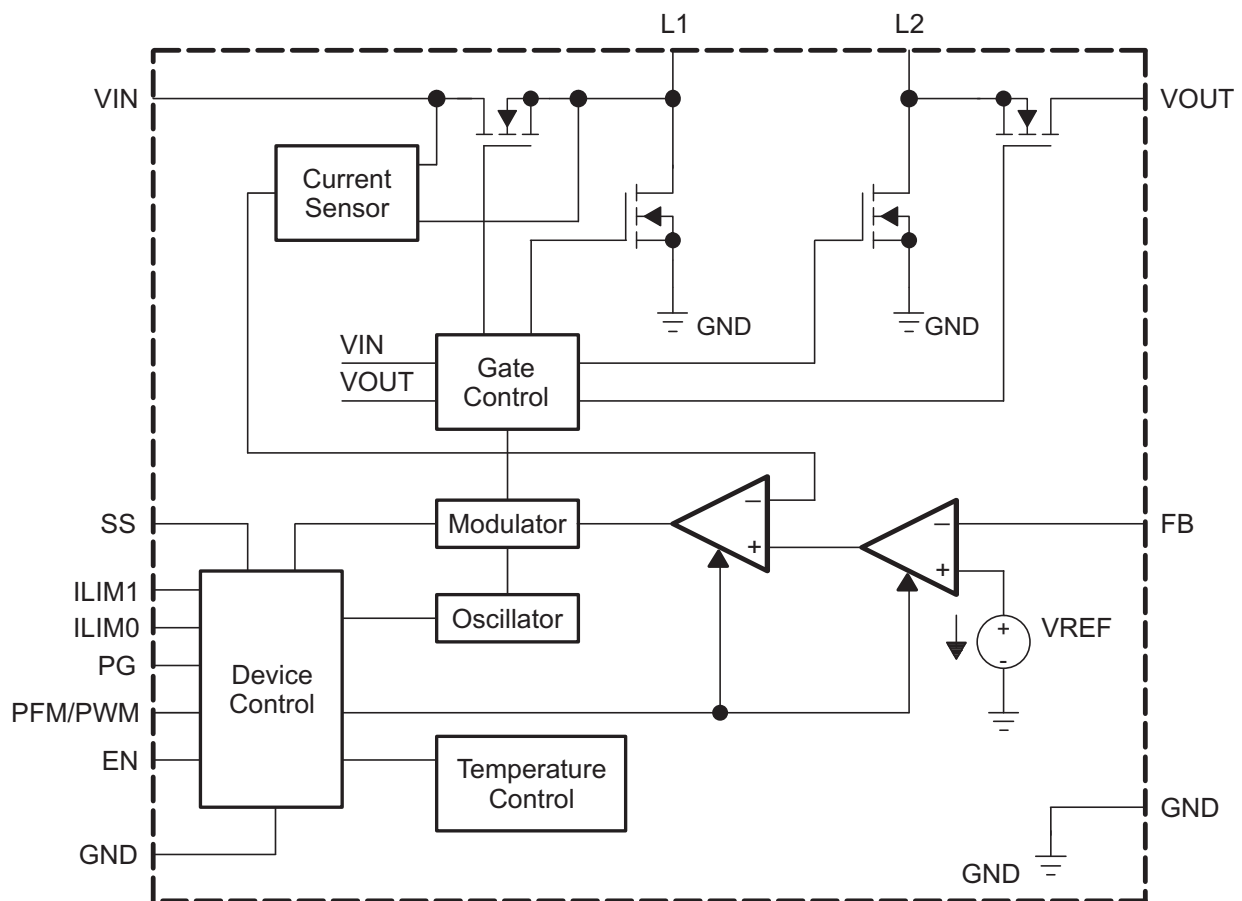 L1
L2
VIN
VOUT
Current
Sensor
GND
GND
VIN
VOUT
Gate
Control
SS
Modulator
−
+
−
+
FB
ILIM1
ILIM0
Oscillator
+
-
VREF
PG
Device
Control
PFM/PWM
EN
Temperature
Control
GND
GND
GND